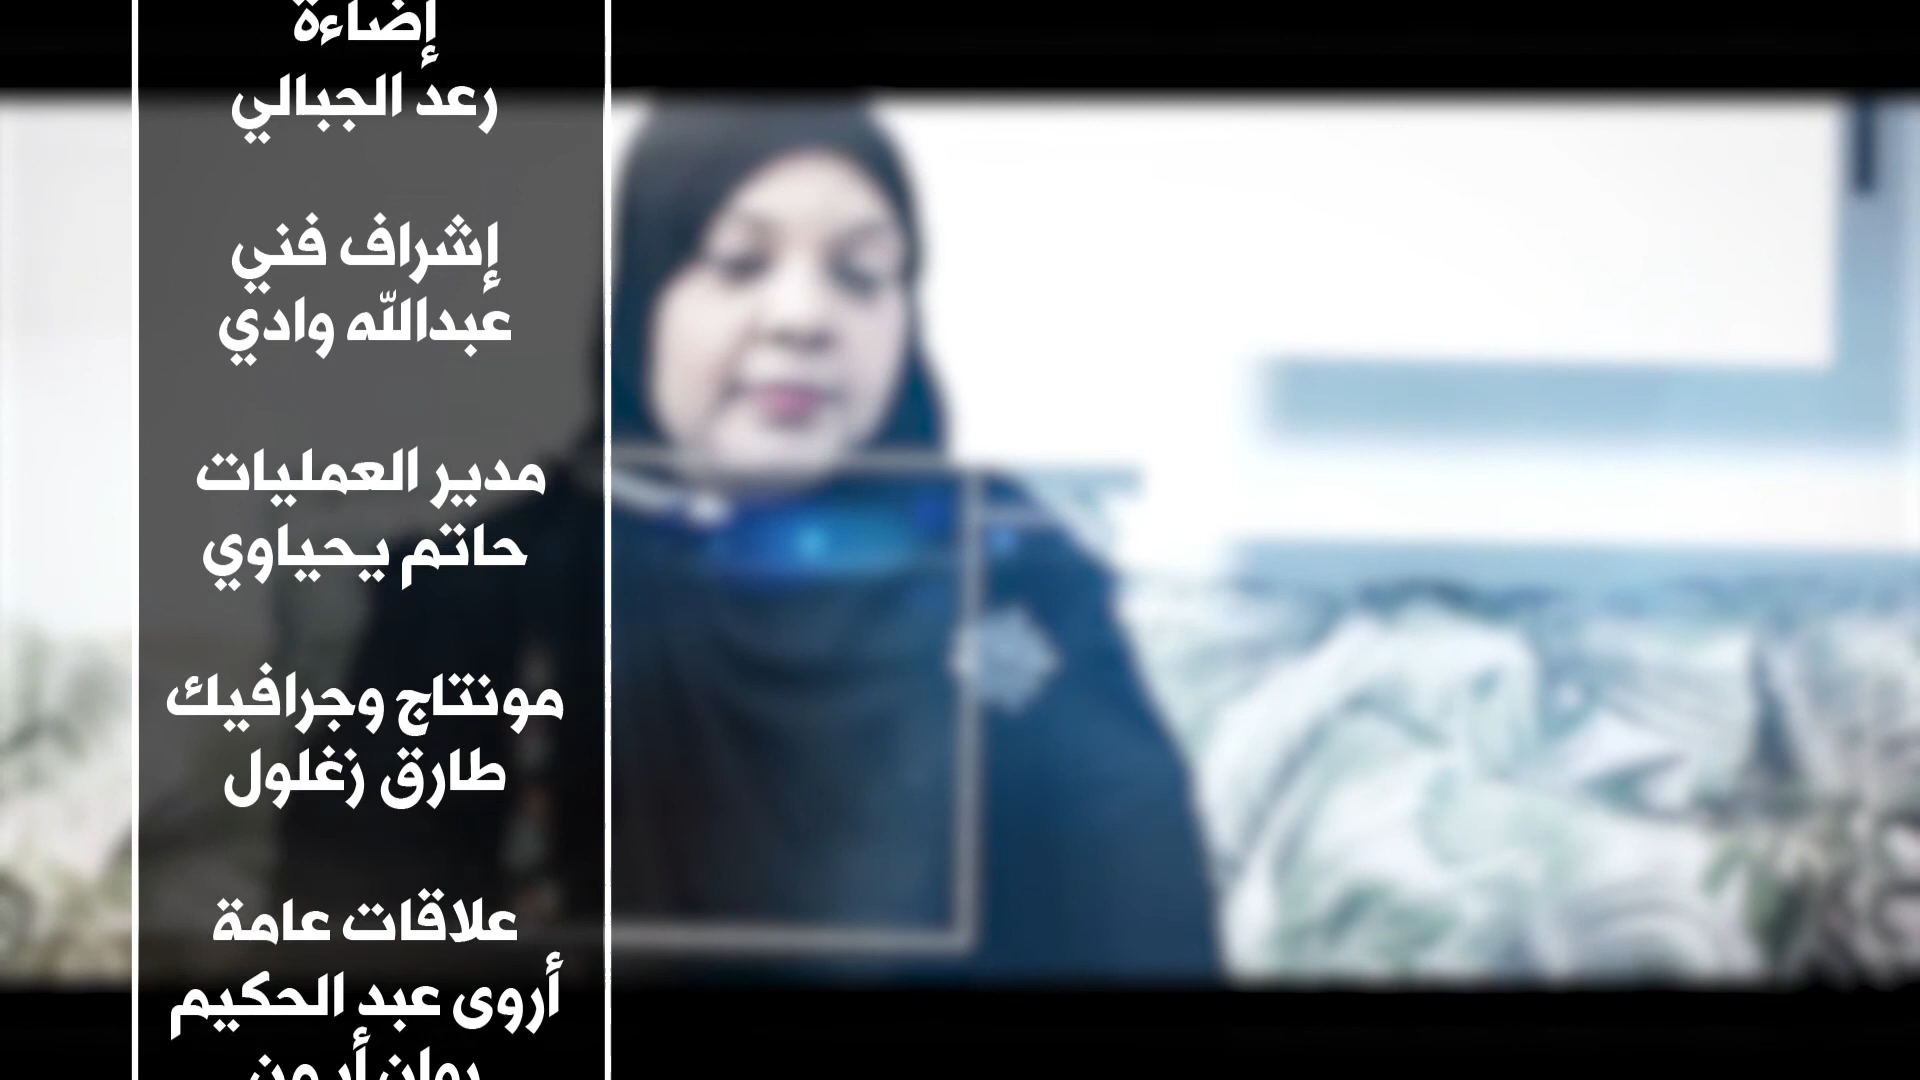 إضاءة
رعد الجبالي
إشراف فني
عبدالله وادي
مدير العمليات
حاتم يحياوي
مونتاج وجرافيك
طارق زغلول
علاقات عامة
أروى عبد الحكيم